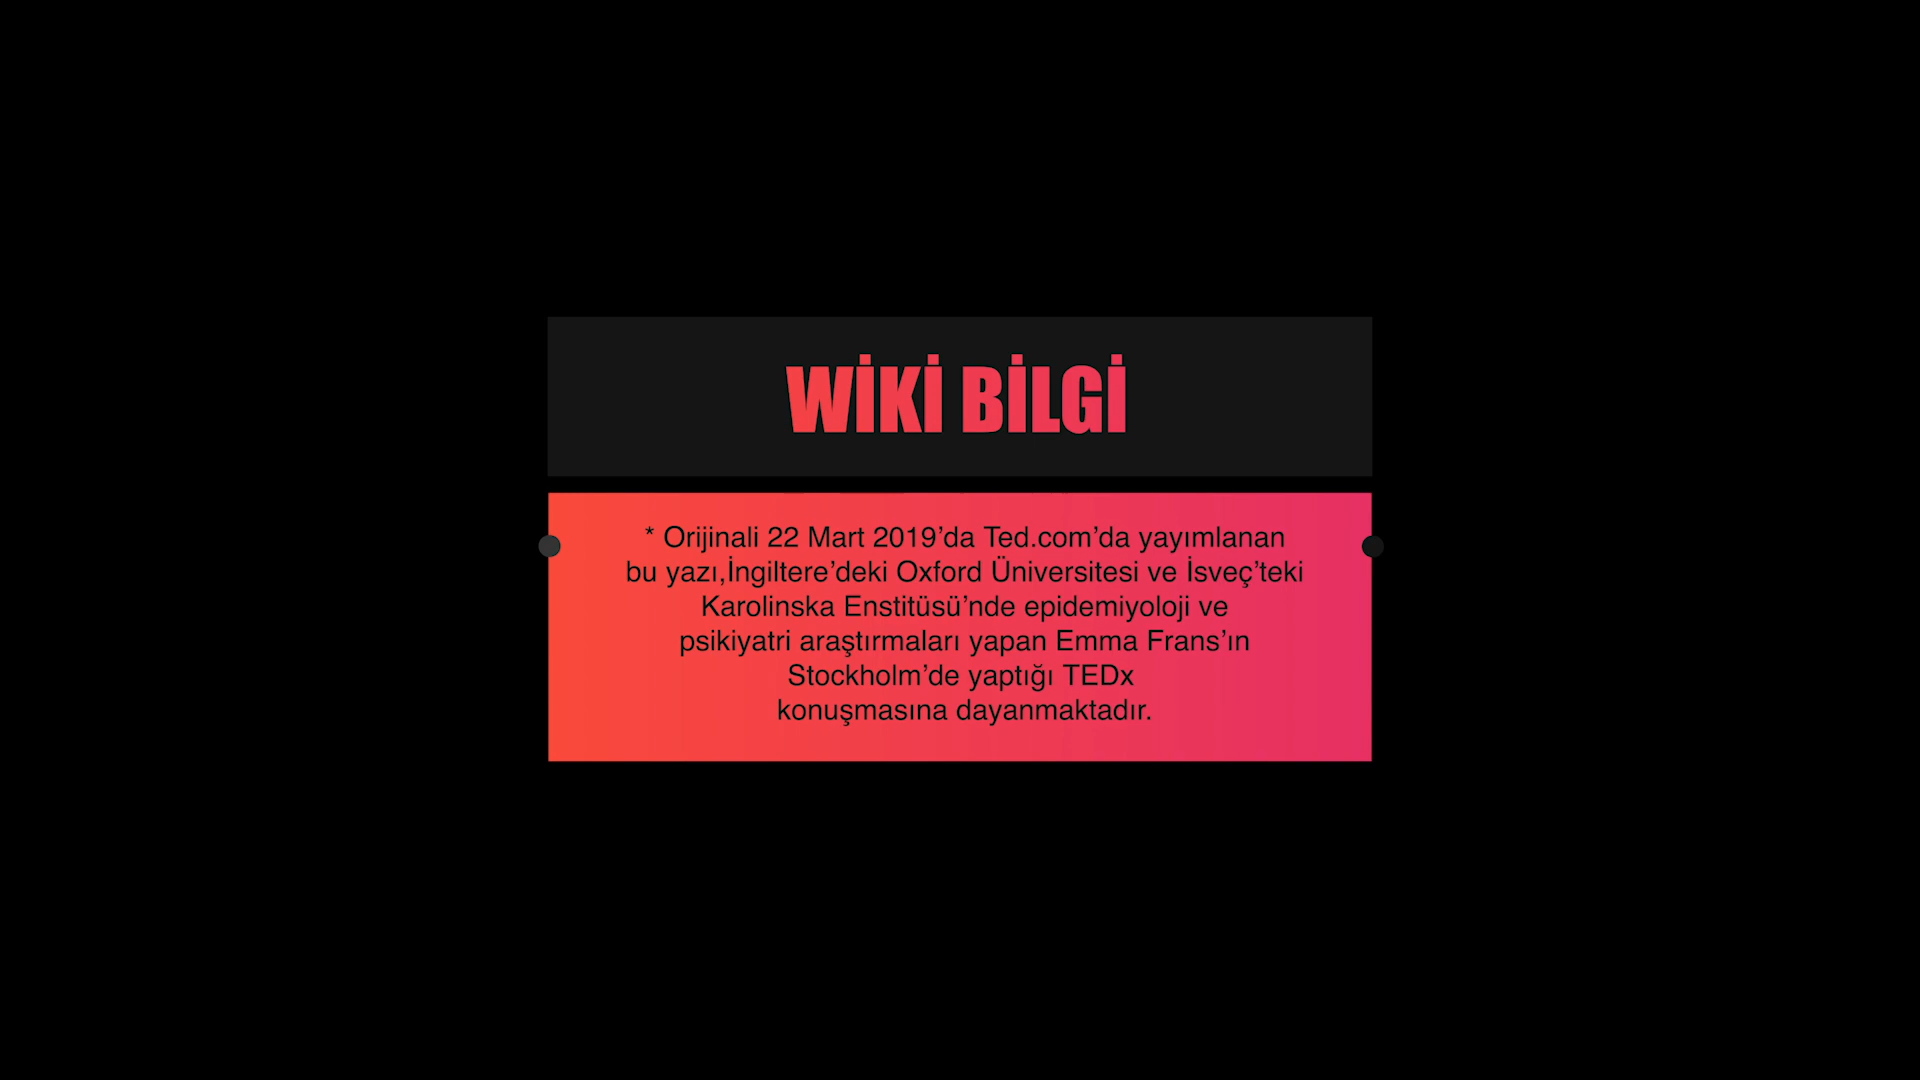 WİKİ BİLGİ
* Orijinali 22 Mart 2019’da Ted.com’da yayımlanan
bu yazı,İngiltere’deki Oxford Üniversitesi ve İsveç’teki
Karolinska Enstitüsü’nde epidemiyoloji ve
psikiyatri araştırmaları yapan Emma Frans’ın
Stockholm’de yaptığı TEDx
konuşmasına dayanmaktadır.